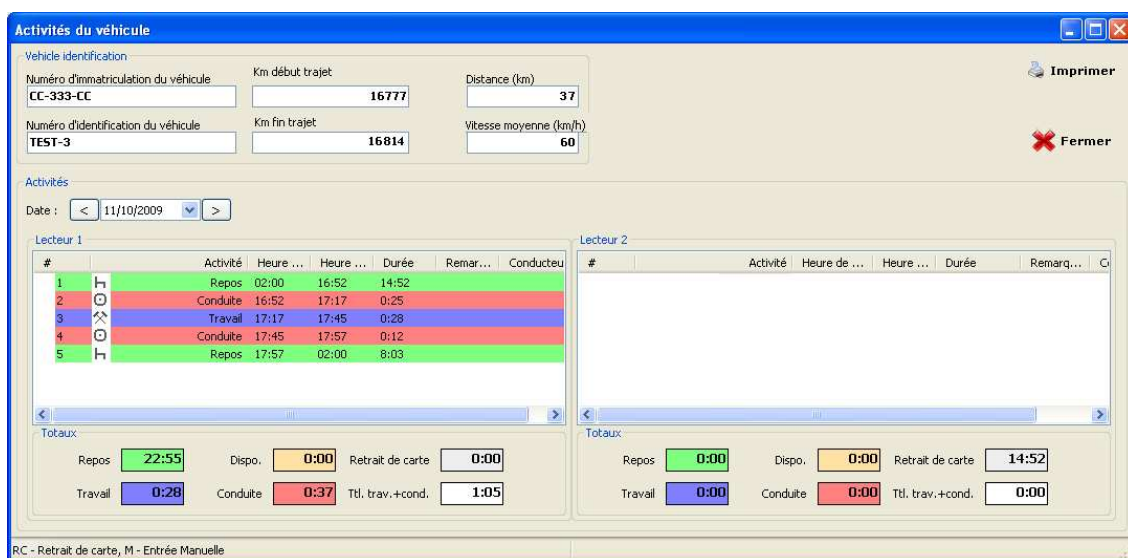 Activités du véhicule
Vehicle identification
Numéro d'immatriculation du véhicule Km début trajet Distance (km)
CC-333-CC 16777 37
Numéro d'identification du véhicule Km fin trajet Vitesse moyenne (km/h)
TEST-3 16814 60
Imprimer
Fermer
Activités
Date : < 11/10/2009 >
Lecteur 1
# Activité Heure ... Heure ... Durée Remar... Conducteu
1 Repos 02:00 16:52 14:52
2 Conduite 16:52 17:17 0:25
3 Travail 17:17 17:45 0:28
4 Conduite 17:45 17:57 0:12
5 Repos 17:57 02:00 8:03
Totaux
Repos 22:55 Dispo. 0:00 Retrait de carte 0:00
Travail 0:28 Conduite 0:37 Ttl. trav.+cond. 1:05
Lecteur 2
# Activité Heure de ... Heure ... Durée Remarq... C
Totaux
Repos 0:00 Dispo. 0:00 Retrait de carte 14:52
Travail 0:00 Conduite 0:00 Ttl. trav.+cond. 0:00
RC - Retrait de carte, M - Entrée Manuelle